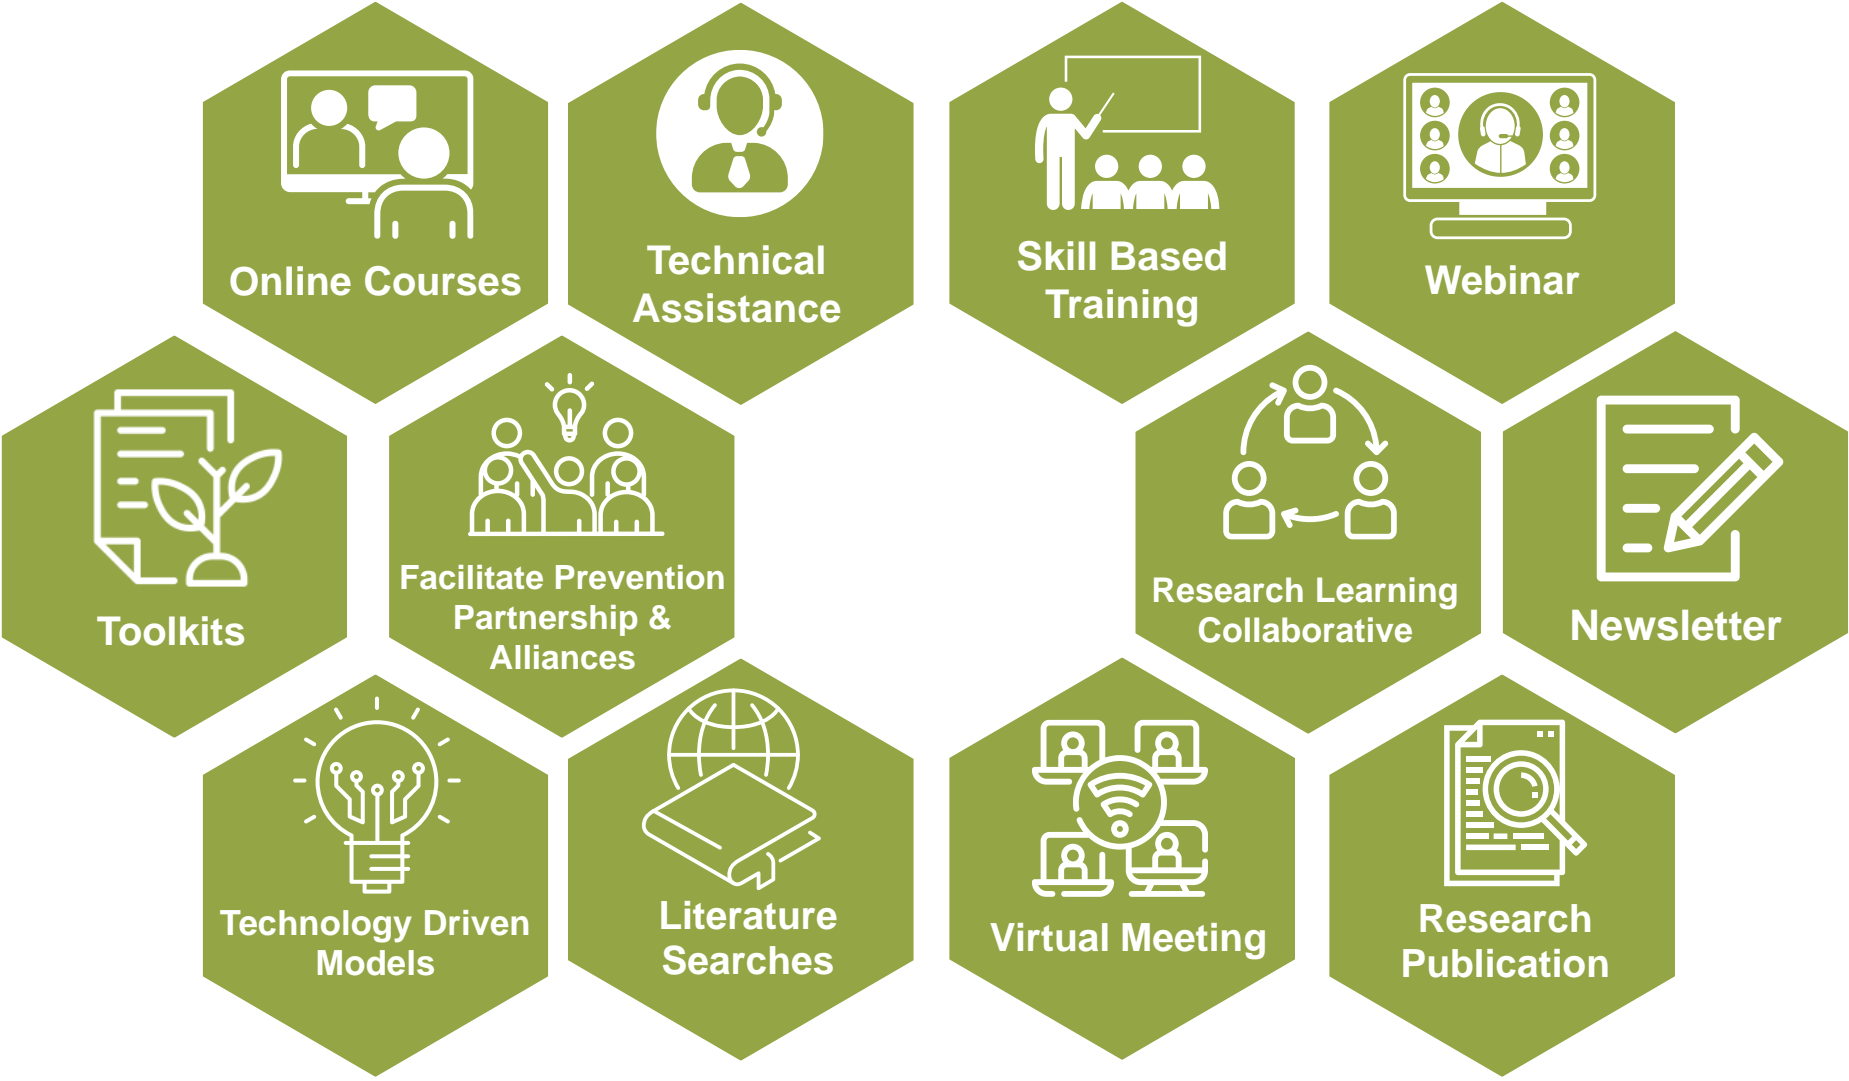 Online Courses
Technical
Assistance
Skill Based
Training
Webinar
Toolkits
Facilitate Prevention
Partnership &
Alliances
Research Learning
Collaborative
Newsletter
Technology Driven
Models
Literature
Searches
Virtual Meeting
Research
Publication